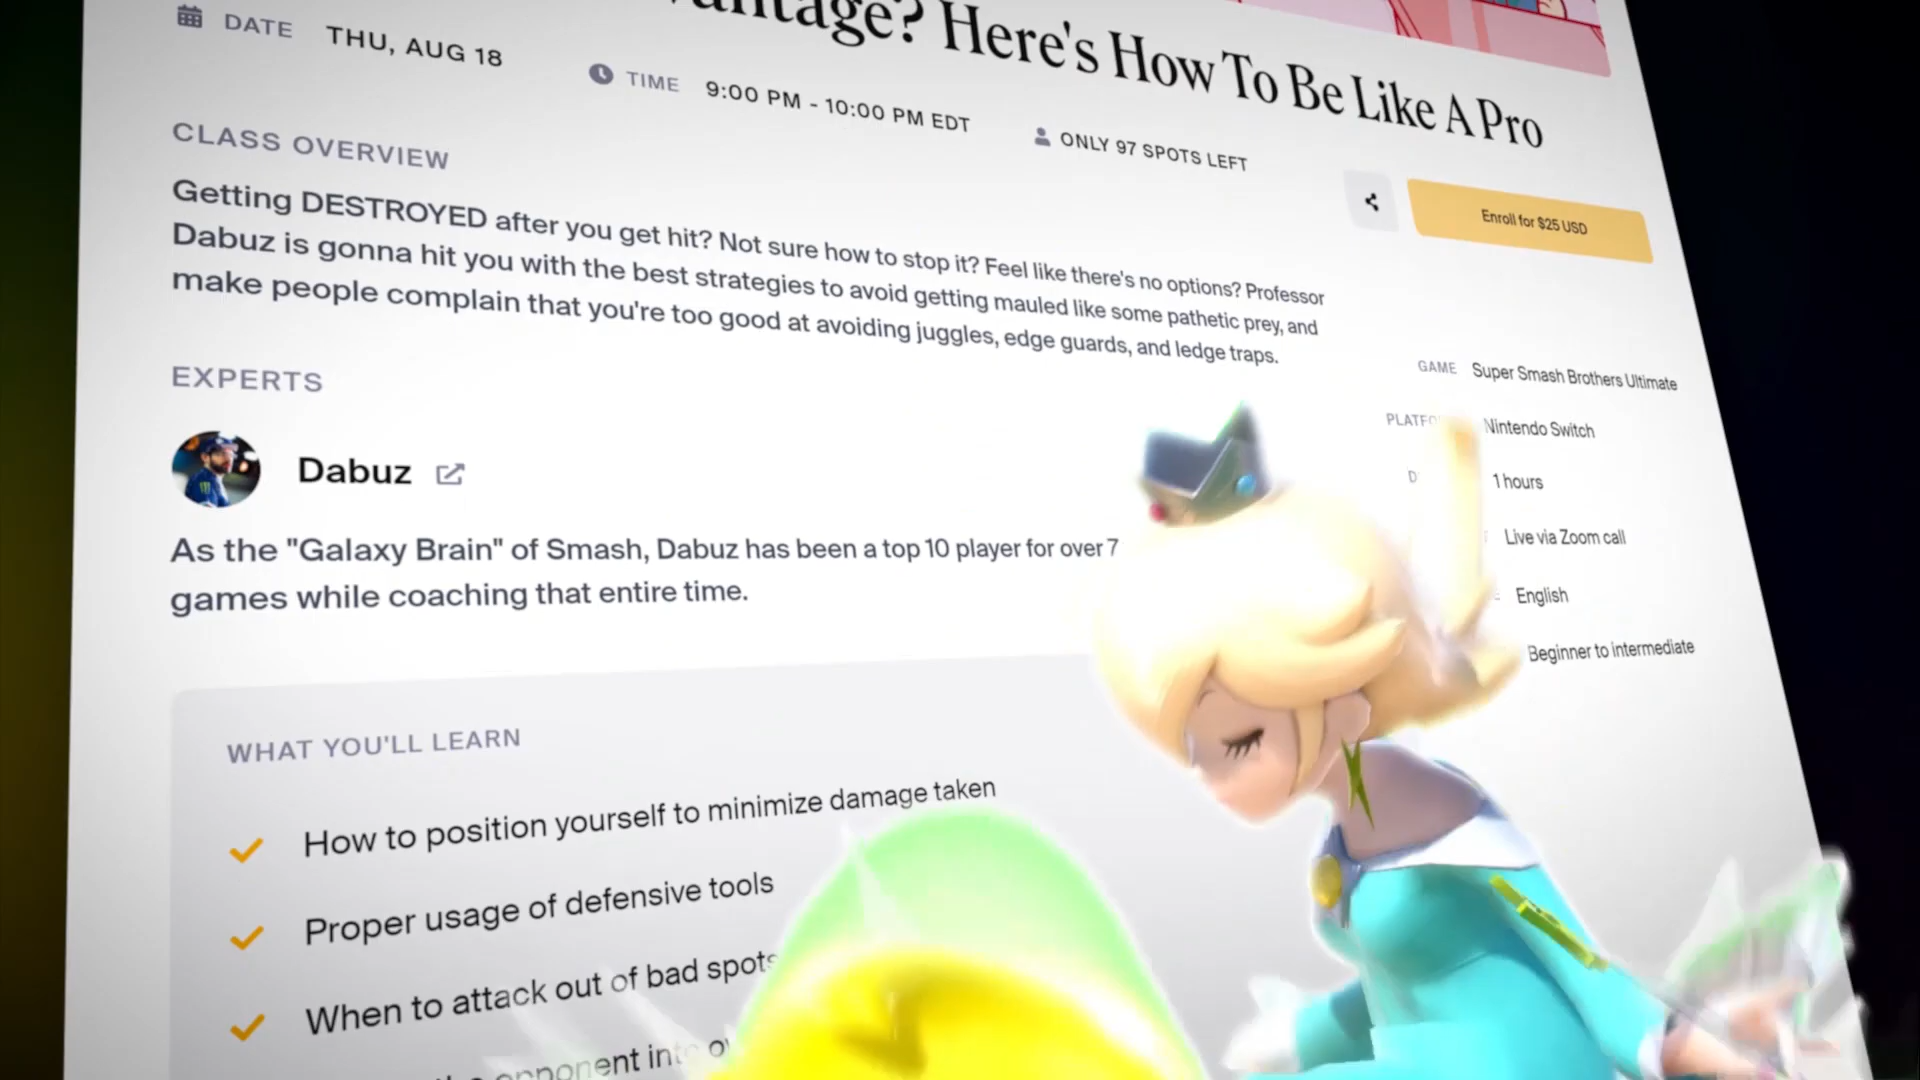 Here's How To Be Like A Pro
DATE THU, AUG 18
TIME 9:00 PM - 10:00 PM EDT
ONLY 97 SPOTS LEFT
Enroll for $25 USD
CLASS OVERVIEW
Getting DESTROYED after you get hit? Not sure how to stop it? Feel like there's no options? Professor
Dabuz is gonna hit you with the best strategies to avoid getting mauled like some pathetic prey, and
make people complain that you're too good at avoiding juggles, edge guards, and ledge traps.
GAME Super Smash Brothers Ultimate
Nintendo Switch
1 hours
Live via Zoom call
English
Beginner to intermediate
EXPERTS
Dabuz
As the "Galaxy Brain" of Smash, Dabuz has been a top 10 player for over 7
games while coaching that entire time.
WHAT YOU'LL LEARN
How to position yourself to minimize damage taken
Proper usage of defensive tools
When to attack out of bad spots
opponent into